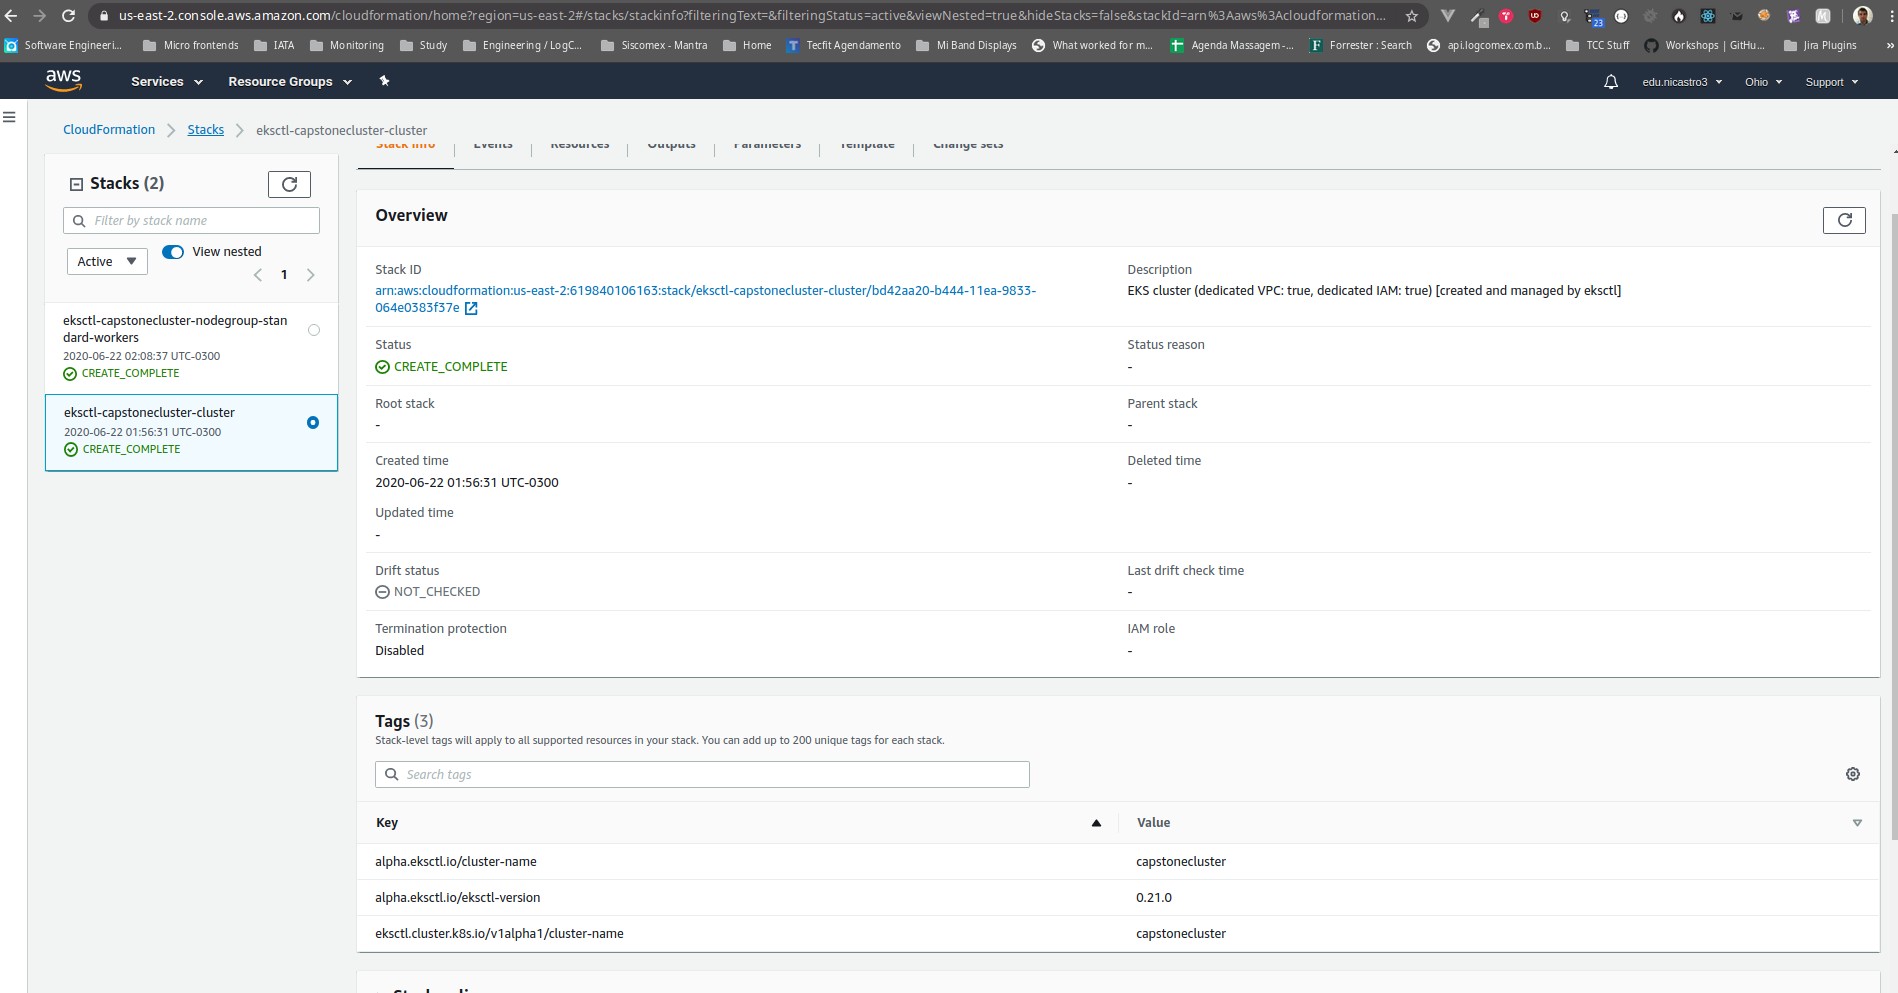 us-east-2.console.aws.amazon.com/cloudformation/home?region=us-east-2#/stacks/stackinfo?filteringText=&filteringStatus=active&viewNested=true&hideStacks=false&stackId=arn%3Aaws%3Acloudformation...
23
Software Engineeri... Micro frontends IATA Monitoring Study Engineering / LogC... Siscomex - Mantra Home Tecfit Agendamento Mi Band Displays What worked for m... Agenda Massagem -... Forrester : Search api.logcomex.com.b... TCC Stuff Workshops | GitHu... Jira Plugins »
aws Services Resource Groups edu.nicastro3 Ohio Support
CloudFormation Stacks eksctl-capstonecluster-cluster
Stack info Events Resources Outputs Parameters Template Change sets
Stacks (2)
Filter by stack name
Active View nested
1
eksctl-capstonecluster-nodegroup-stan
dard-workers
2020-06-22 02:08:37 UTC-0300
CREATE_COMPLETE
eksctl-capstonecluster-cluster
2020-06-22 01:56:31 UTC-0300
CREATE_COMPLETE
Overview
Stack ID
arn:aws:cloudformation:us-east-2:619840106163:stack/eksctl-capstonecluster-cluster/bd42aa20-b444-11ea-9833-
064e0383f37e
Description
EKS cluster (dedicated VPC: true, dedicated IAM: true) [created and managed by eksctl]
Status
CREATE_COMPLETE
Status reason
-
Root stack
-
Parent stack
-
Created time
2020-06-22 01:56:31 UTC-0300
Deleted time
-
Updated time
-
Drift status
NOT_CHECKED
Last drift check time
-
Termination protection
Disabled
IAM role
-
Tags (3)
Stack-level tags will apply to all supported resources in your stack. You can add up to 200 unique tags for each stack.
Search tags
Key Value
alpha.eksctl.io/cluster-name capstonecluster
alpha.eksctl.io/eksctl-version 0.21.0
eksctl.cluster.k8s.io/v1alpha1/cluster-name capstonecluster